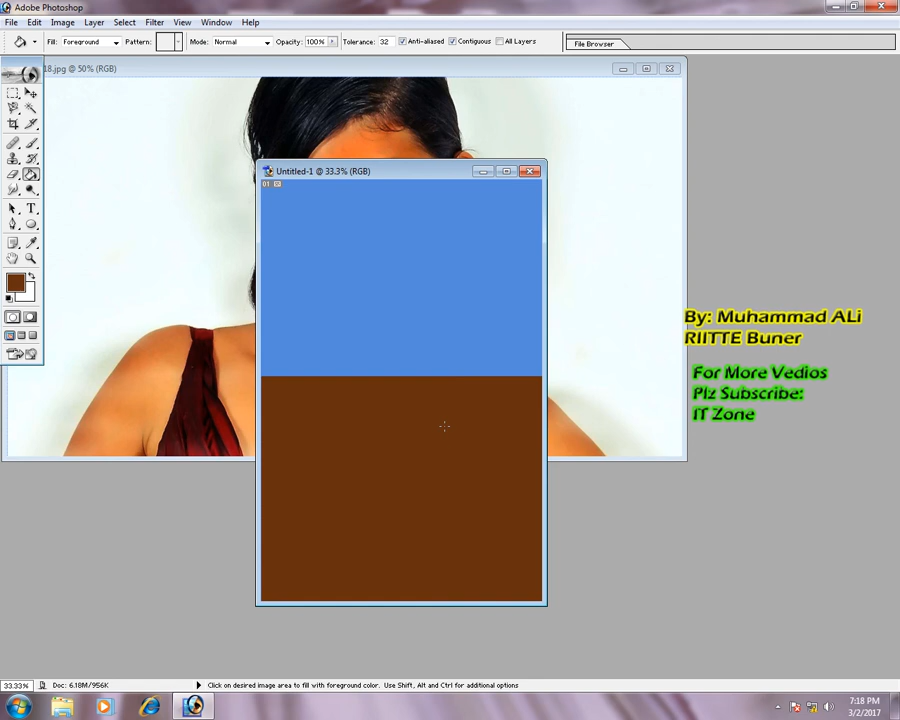 Adobe Photoshop
File Edit Image Layer Select Filter View Window Help
Fill: Foreground Pattern: Mode: Normal Opacity: 100% Tolerance: 32 Anti-aliased Contiguous All Layers File Browser
18.jpg @ 50% (RGB)
Untitled-1 @ 33.3% (RGB)
01
By: Muhammad ALi
RIITTE Buner
For More Vedios
Plz Subscribe:
IT Zone
33.33% Doc: 6.18M/956K Click on desired image area to fill with foreground color. Use Shift, Alt and Ctrl for additional options
7:18 PM
3/2/2017